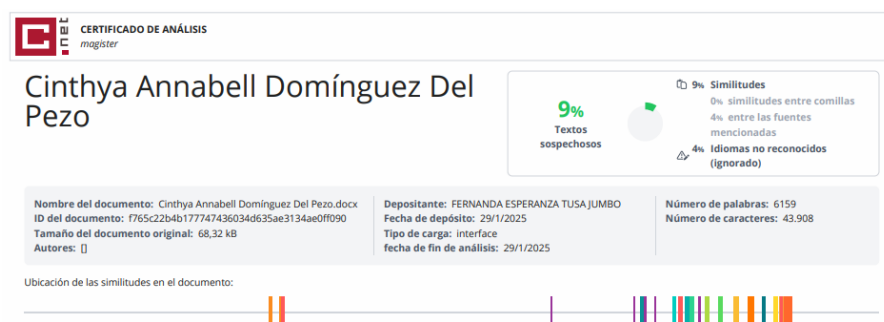 C.net
CERTIFICADO DE ANÁLISIS
magister
Cinthya Annabell Domínguez Del
Pezo
9%
Textos
sospechosos
9% Similitudes
0% similitudes entre comillas
4% entre las fuentes
mencionadas
4% Idiomas no reconocidos
(ignorado)
Nombre del documento: Cinthya Annabell Domínguez Del Pezo.docx
ID del documento: f765c22b4b177747436034d635ae3134ae0ff090
Tamaño del documento original: 68,32 kB
Autores: []
Depositante: FERNANDA ESPERANZA TUSA JUMBO
Fecha de depósito: 29/1/2025
Tipo de carga: interface
fecha de fin de análisis: 29/1/2025
Número de palabras: 6159
Número de caracteres: 43.908
Ubicación de las similitudes en el documento: